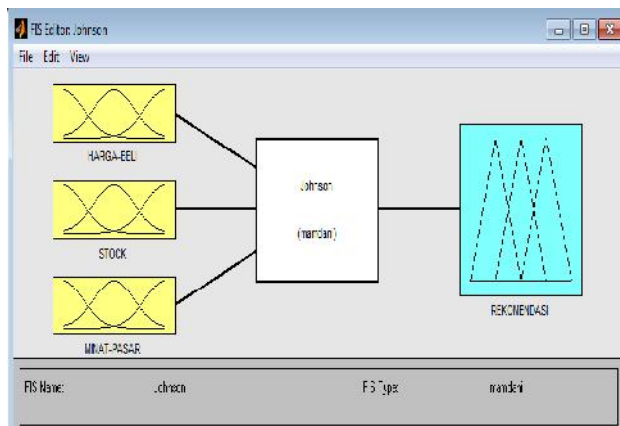 FIS Editor: Johnson
File Edit View
HARGA-BELI
STOCK
MINAT-PASAR
Johnson
(mamdani)
REKOMENDASI
FIS Name: Johnson FIS Type: mamdani